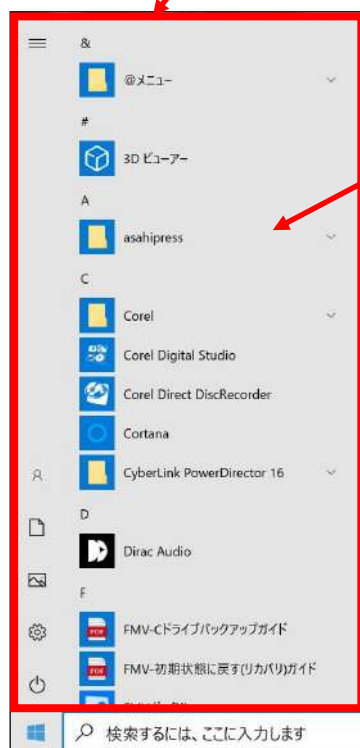 &
@メニュー
#
3D ビューアー
A
asahipress
C
Corel
Corel Digital Studio
Corel Direct DiscRecorder
Cortana
CyberLink PowerDirector 16
D
Dirac Audio
F
FMV-Cドライブバックアップガイド
FMV-初期状態に戻す(リカバリ)ガイド
検索するには、ここに入力します